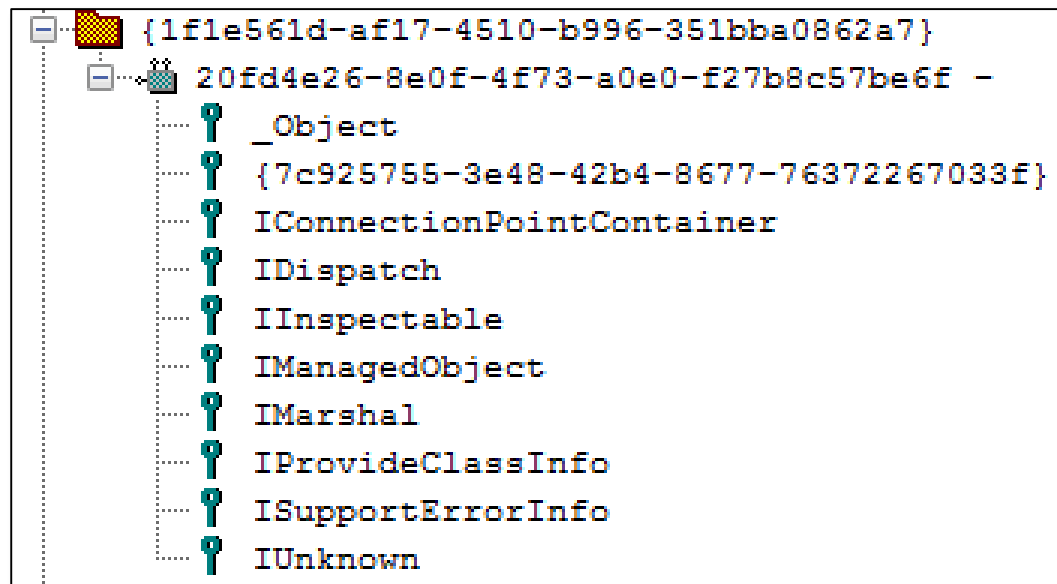 {1f1e561d-af17-4510-b996-351bba0862a7}
20fd4e26-8e0f-4f73-a0e0-f27b8c57be6f -
_Object
{7c925755-3e48-42b4-8677-76372267033f}
IConnectionPointContainer
IDispatch
IInspectable
IManagedObject
IMarshal
IProvideClassInfo
ISupportErrorInfo
IUnknown